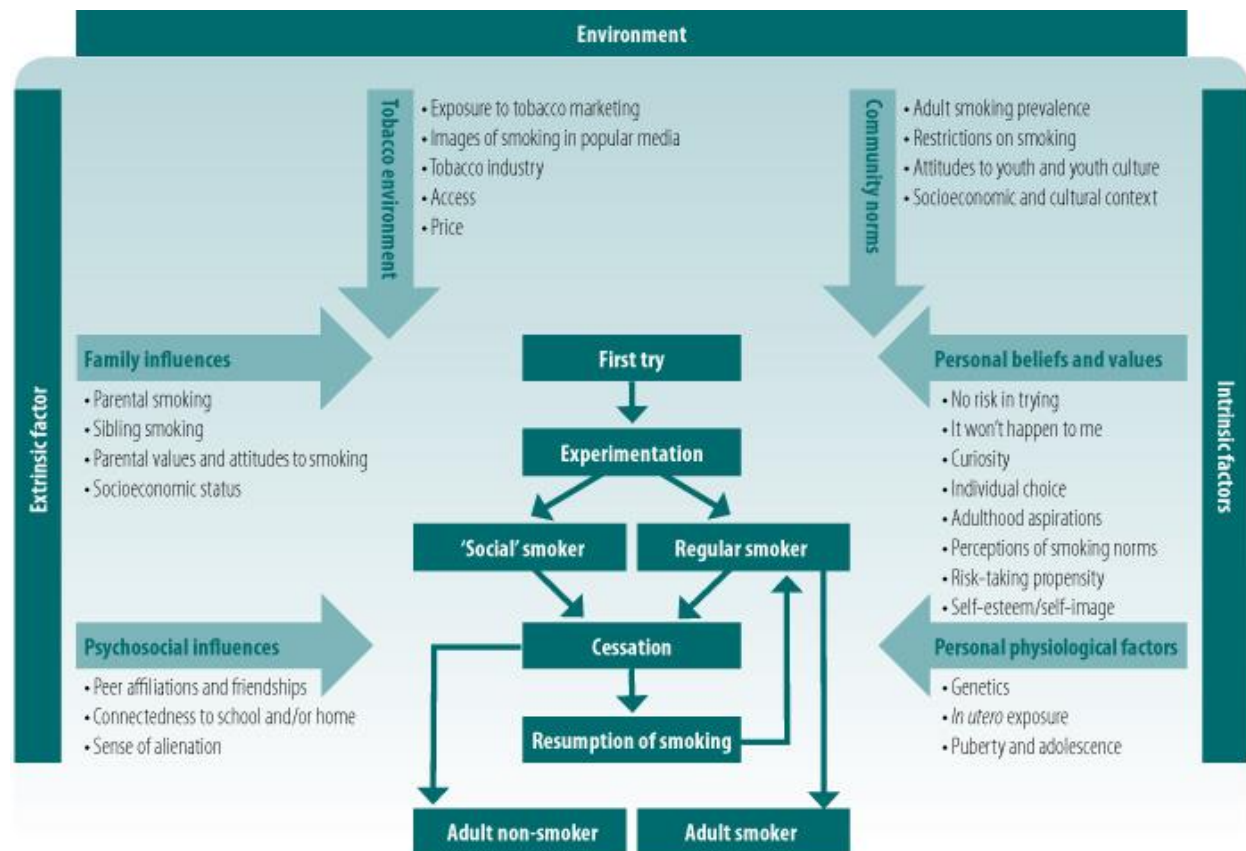 Environment
Tobacco environment
• Exposure to tobacco marketing
• Images of smoking in popular media
• Tobacco industry
• Access
• Price
Community norms
• Adult smoking prevalence
• Restrictions on smoking
• Attitudes to youth and youth culture
• Socioeconomic and cultural context
Extrinsic factor
Family influences
• Parental smoking
• Sibling smoking
• Parental values and attitudes to smoking
• Socioeconomic status
Psychosocial influences
• Peer affiliations and friendships
• Connectedness to school and/or home
• Sense of alienation
First try
Experimentation
‘Social’ smoker
Regular smoker
Cessation
Resumption of smoking
Adult non-smoker
Adult smoker
Personal beliefs and values
• No risk in trying
• It won’t happen to me
• Curiosity
• Individual choice
• Adulthood aspirations
• Perceptions of smoking norms
• Risk-taking propensity
• Self-esteem/self-image
Personal physiological factors
• Genetics
• In utero exposure
• Puberty and adolescence
Intrinsic factors